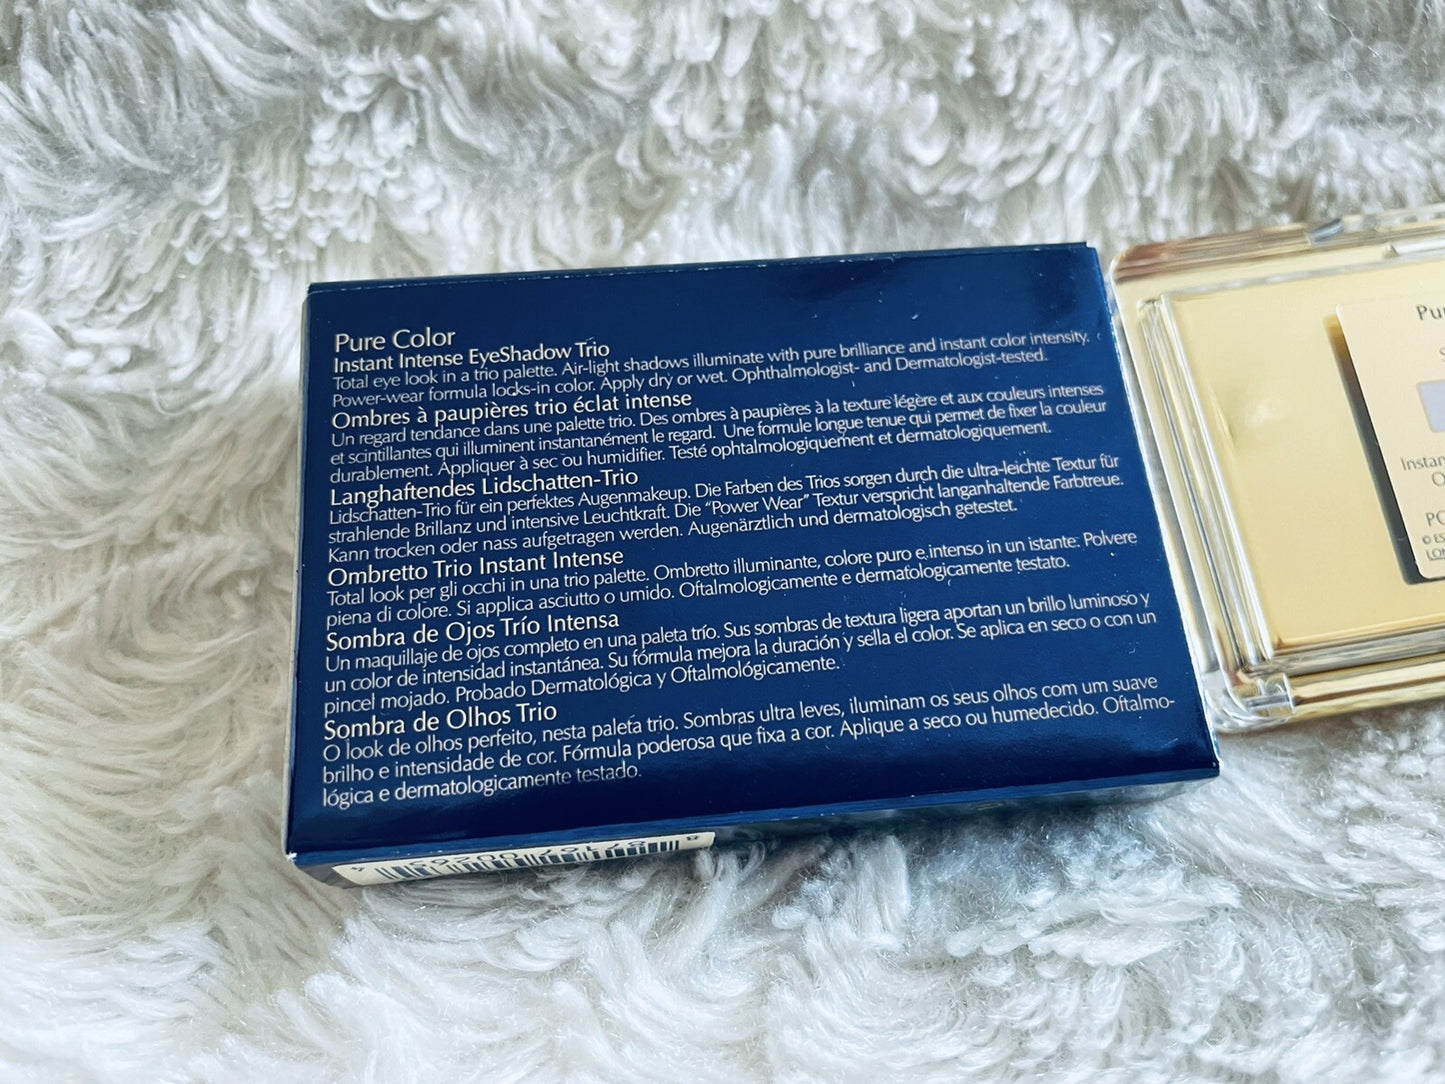 Pure Color
Instant Intense EyeShadow Trio
Total eye look in a trio palette. Air-light shadows illuminate with pure brilliance and instant color intensity.
Power-wear formula locks-in color. Apply dry or wet. Ophthalmologist- and Dermatologist-tested.
Ombres à paupières trio éclat intense
Un regard tendance dans une palette trio. Des ombres à paupières à la texture légère et aux couleurs intenses
et scintillantes qui illuminent instantanément le regard. Une formule longue tenue qui permet de fixer la couleur
durablement. Appliquer à sec ou humidifier. Testé ophtalmologiquement et dermatologiquement.
Langhaftendes Lidschatten-Trio
Lidschatten-Trio für ein perfektes Augenmakeup. Die Farben des Trios sorgen durch die ultra-leichte Textur für
strahlende Brillanz und intensive Leuchtkraft. Die "Power Wear" Textur verspricht langanhaltende Farbtreue.
Kann trocken oder nass aufgetragen werden. Augenärztlich und dermatologisch getestet.
Ombretto Trio Instant Intense
Total look per gli occhi in una trio palette. Ombretto illuminante, colore puro e intenso in un istante. Polvere
piena di colore. Si applica asciutto o umido. Oftalmologicamente e dermatologicamente testato.
Sombra de Ojos Trío Intensa
Un maquillaje de ojos completo en una paleta trío. Sus sombras de textura ligera aportan un brillo luminoso y
un color de intensidad instantánea. Su fórmula mejora la duración y sella el color. Se aplica en seco o con un
pincel mojado. Probado Dermatológica y Oftalmológicamente.
Sombra de Olhos Trio
O look de olhos perfeito, nesta paleta trio. Sombras ultra leves, iluminam os seus olhos com um suave
brilho e intensidade de cor. Fórmula poderosa que fixa a cor. Aplique a seco ou humedecido. Oftalmo-
lógica e dermatologicamente testado.